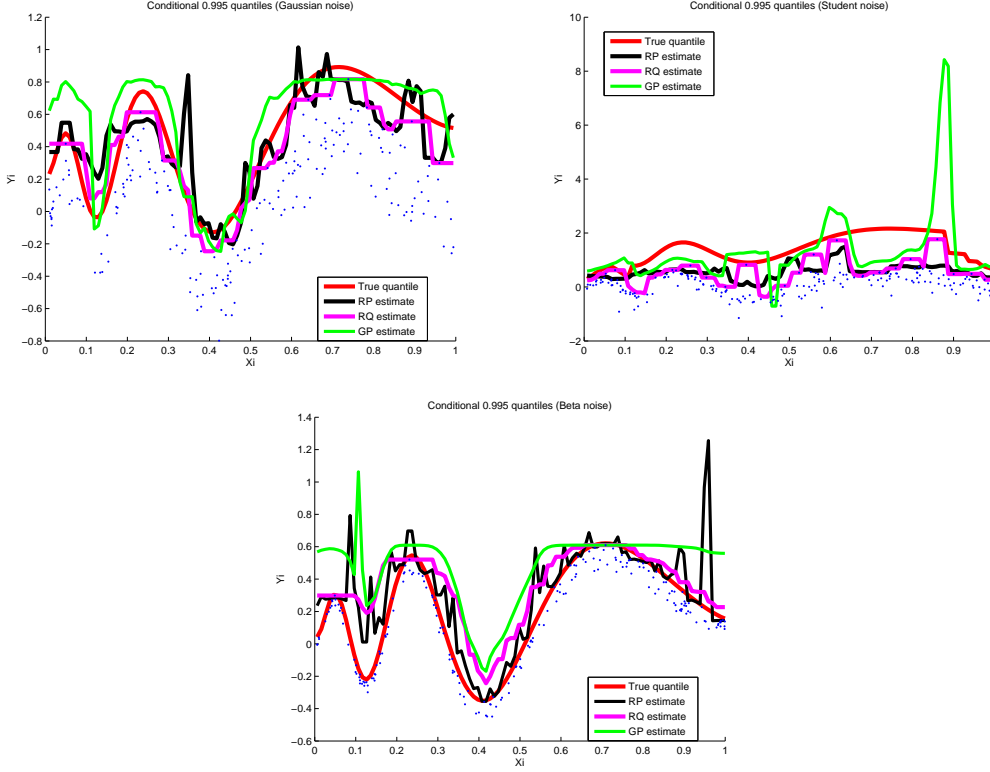 Conditional 0.995 quantiles (Gaussian noise)
1.2
1
0.8
0.6
0.4
0.2
0
−0.2
−0.4
−0.6
−0.8
Yi
0
0.1
0.2
0.3
0.4
0.5
0.6
0.7
0.8
0.9
1
Xi
True quantile
RP estimate
RQ estimate
GP estimate
Conditional 0.995 quantiles (Student noise)
10
8
6
4
2
0
−2
Yi
0
0.1
0.2
0.3
0.4
0.5
0.6
0.7
0.8
0.9
Xi
True quantile
RP estimate
RQ estimate
GP estimate
Conditional 0.995 quantiles (Beta noise)
1.4
1.2
1
0.8
0.6
0.4
0.2
0
−0.2
−0.4
−0.6
Yi
0
0.1
0.2
0.3
0.4
0.5
0.6
0.7
0.8
0.9
1
Xi
True quantile
RP estimate
RQ estimate
GP estimate